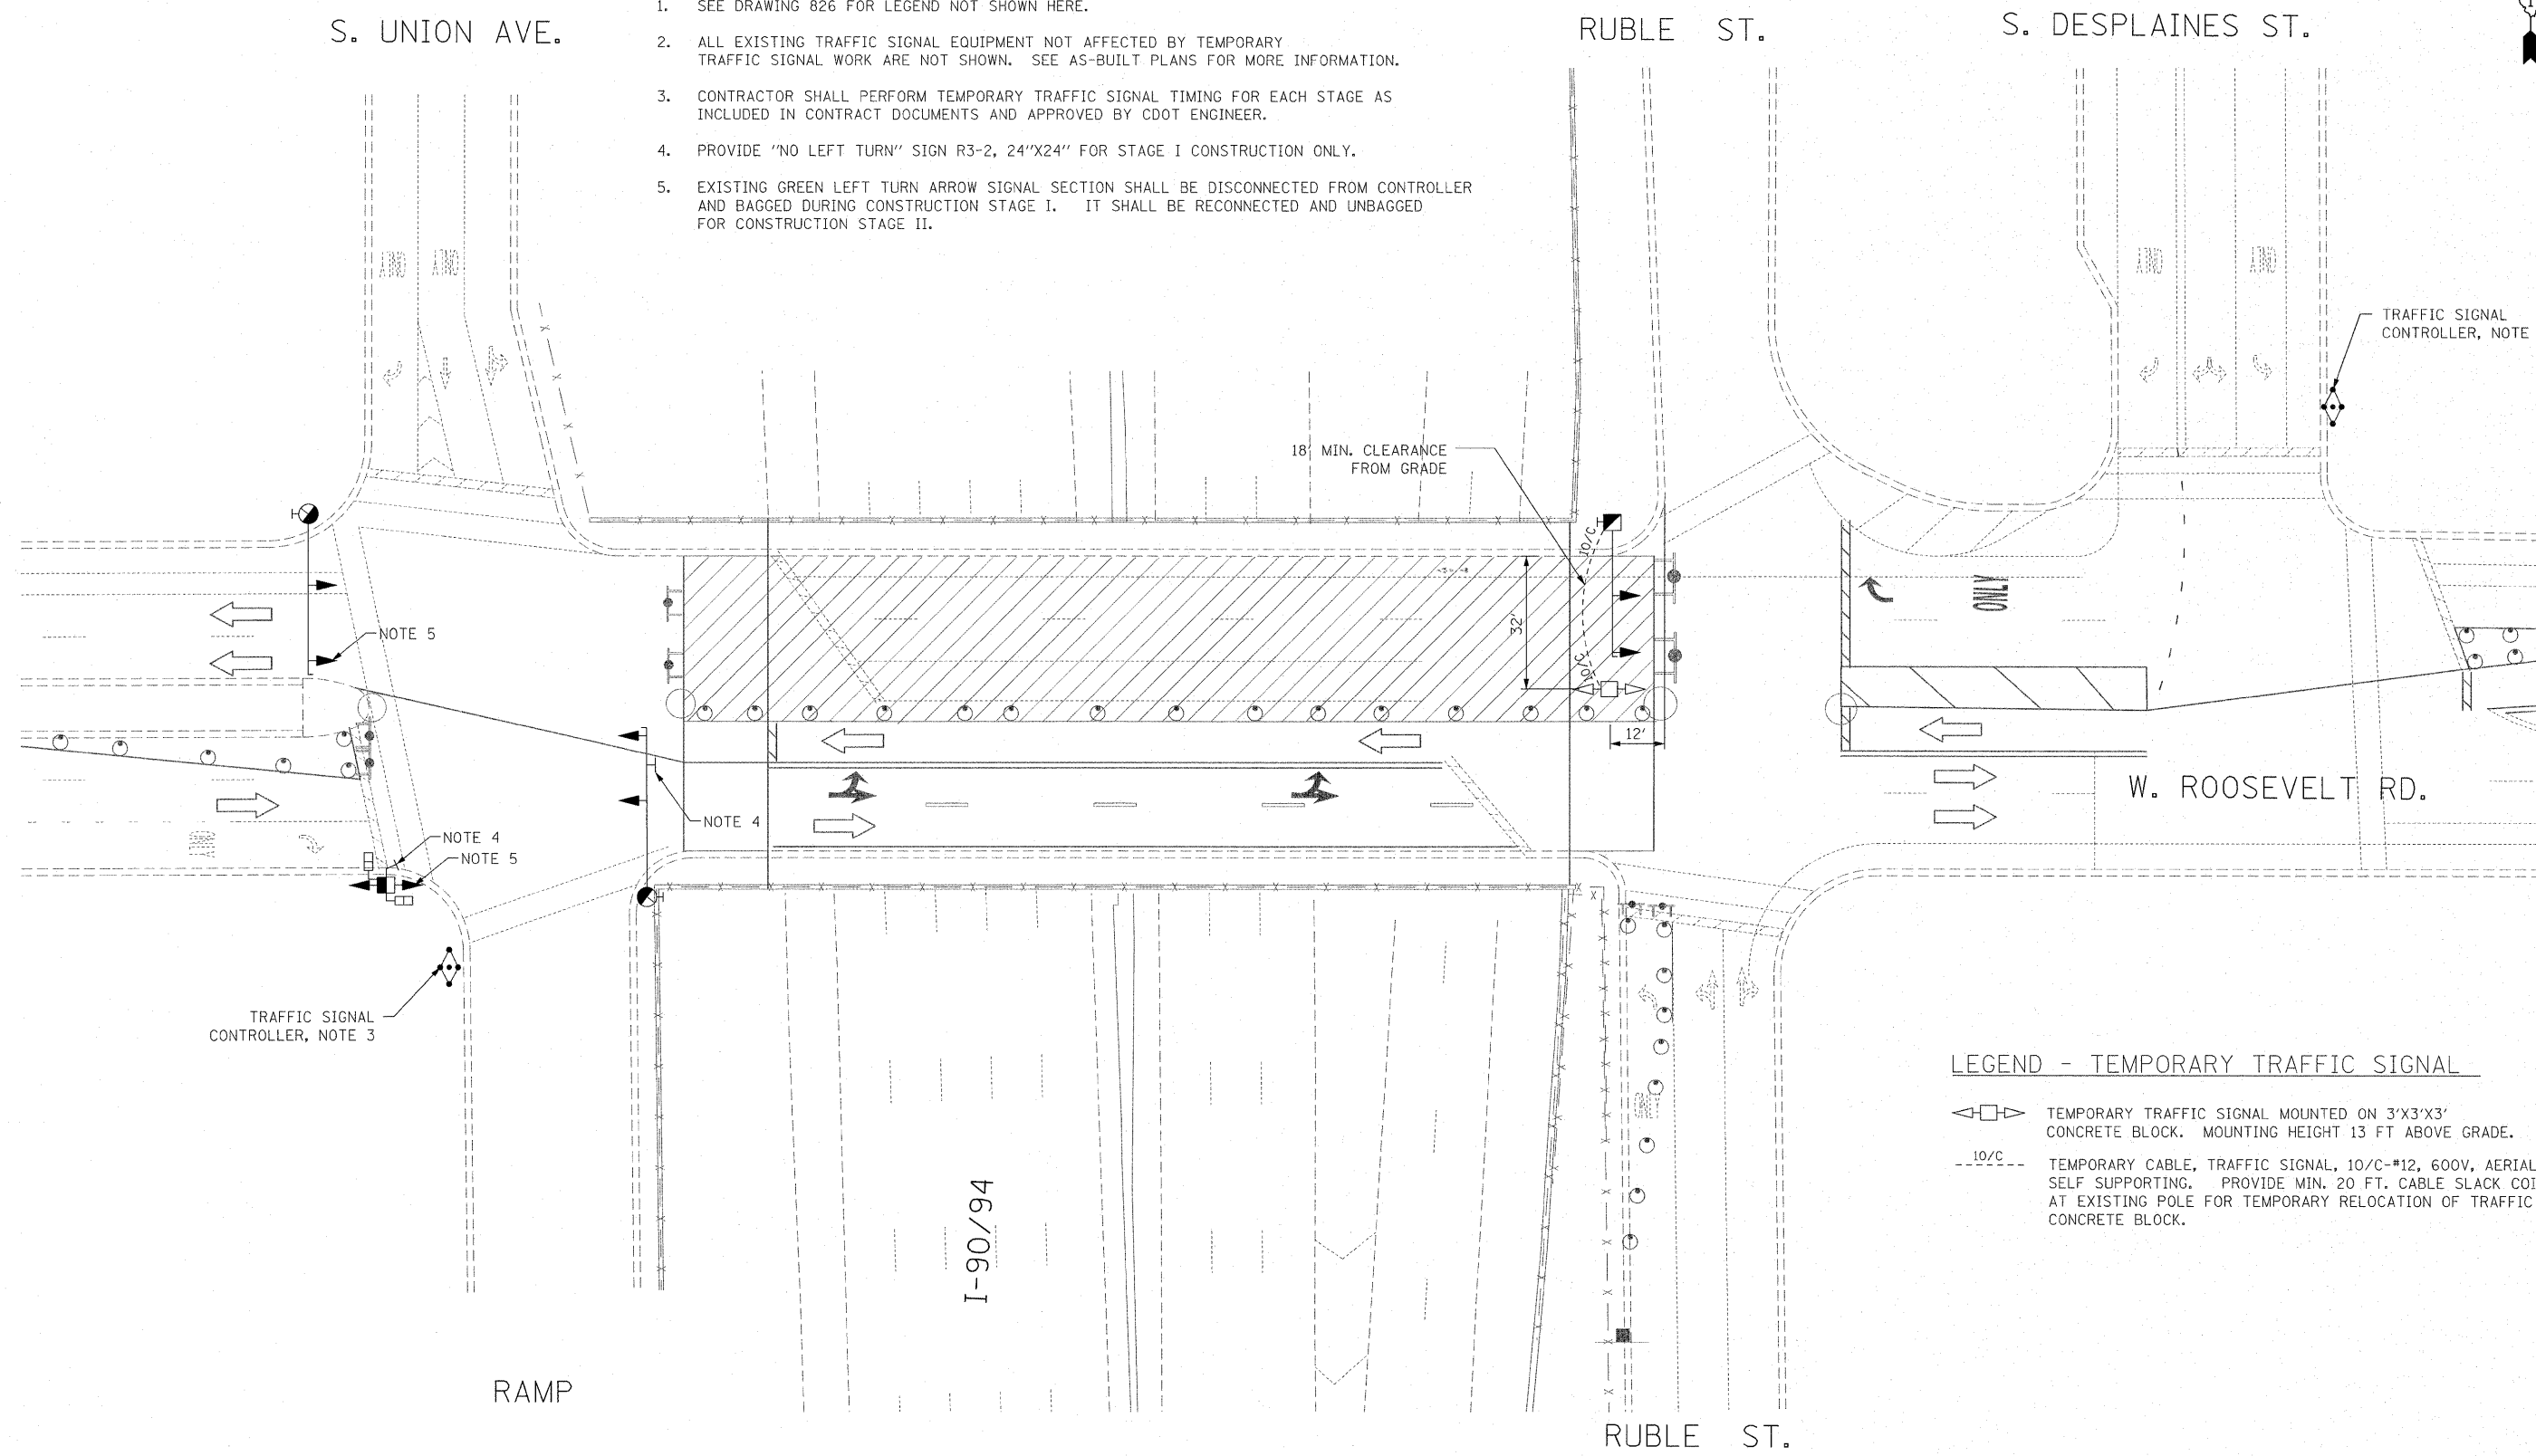 S. UNION AVE.
RUBLE ST.
S. DESPLAINES ST.
1. SEE DRAWING 826 FOR LEGEND NOT SHOWN HERE.
2. ALL EXISTING TRAFFIC SIGNAL EQUIPMENT NOT AFFECTED BY TEMPORARY
TRAFFIC SIGNAL WORK ARE NOT SHOWN. SEE AS-BUILT PLANS FOR MORE INFORMATION.
3. CONTRACTOR SHALL PERFORM TEMPORARY TRAFFIC SIGNAL TIMING FOR EACH STAGE AS
INCLUDED IN CONTRACT DOCUMENTS AND APPROVED BY CDOT ENGINEER.
4. PROVIDE "NO LEFT TURN" SIGN R3-2, 24"X24" FOR STAGE I CONSTRUCTION ONLY.
5. EXISTING GREEN LEFT TURN ARROW SIGNAL SECTION SHALL BE DISCONNECTED FROM CONTROLLER
AND BAGGED DURING CONSTRUCTION STAGE I. IT SHALL BE RECONNECTED AND UNBAGGED
FOR CONSTRUCTION STAGE II.
ONLY
ONLY
ONLY
ONLY
TRAFFIC SIGNAL
CONTROLLER, NOTE
18' MIN. CLEARANCE
FROM GRADE
10/C
32'
10/C
12'
ONLY
NOTE 5
NOTE 4
W. ROOSEVELT RD.
ONLY
NOTE 4
NOTE 5
TRAFFIC SIGNAL
CONTROLLER, NOTE 3
I-90/94
ONLY
RAMP
RUBLE ST.
LEGEND - TEMPORARY TRAFFIC SIGNAL
TEMPORARY TRAFFIC SIGNAL MOUNTED ON 3'X3'X3'
CONCRETE BLOCK. MOUNTING HEIGHT 13 FT ABOVE GRADE.
10/C
TEMPORARY CABLE, TRAFFIC SIGNAL, 10/C-#12, 600V, AERIAL
SELF SUPPORTING. PROVIDE MIN. 20 FT. CABLE SLACK COI
AT EXISTING POLE FOR TEMPORARY RELOCATION OF TRAFFIC
CONCRETE BLOCK.